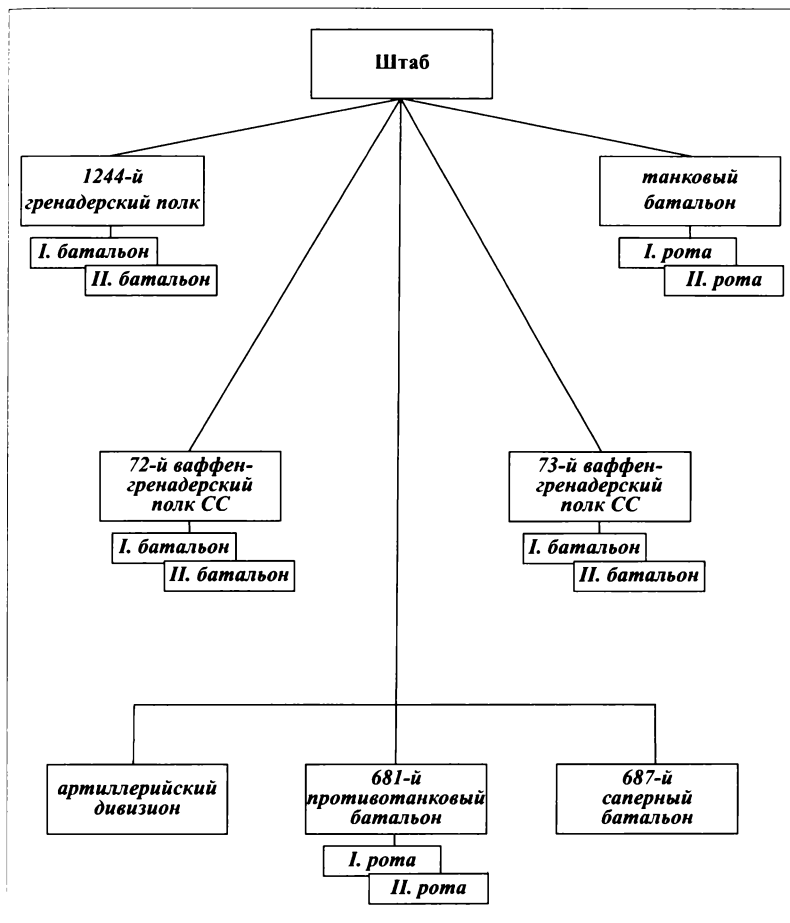 Штаб
1244-й
гренадерский полк
I. батальон
II. батальон
танковый
батальон
I. рота
II. рота
72-й ваффен-
гренадерский
полк СС
I. батальон
II. батальон
73-й ваффен-
гренадерский
полк СС
I. батальон
II. батальон
артиллерийский
дивизион
681-й
противотанковый
батальон
I. рота
II. рота
687-й
саперный
батальон